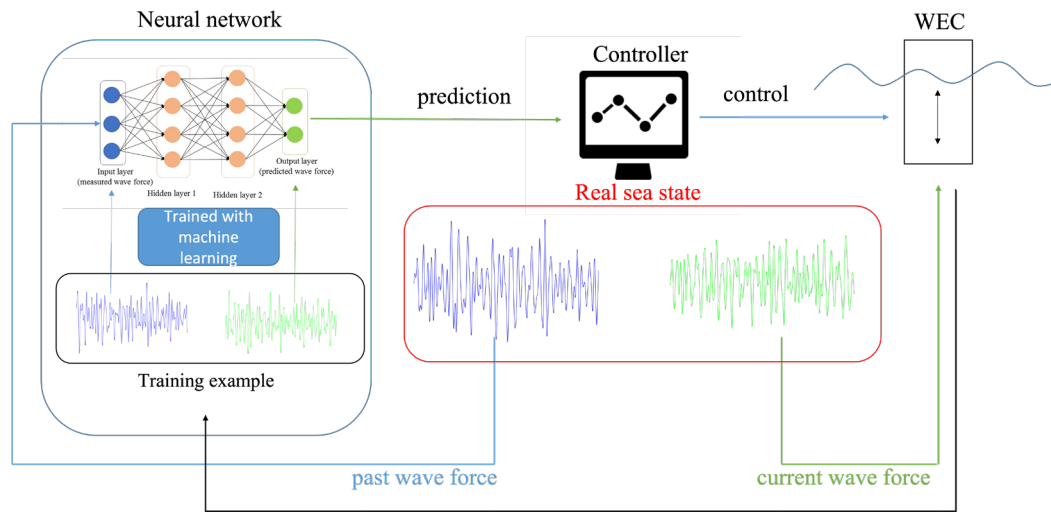 Neural network
WEC
Controller
prediction
control
Input layer
(measured wave force)
Hidden layer 1
Hidden layer 2
Output layer
(predicted wave force)
Real sea state
Trained with
machine
learning
Training example
past wave force
current wave force